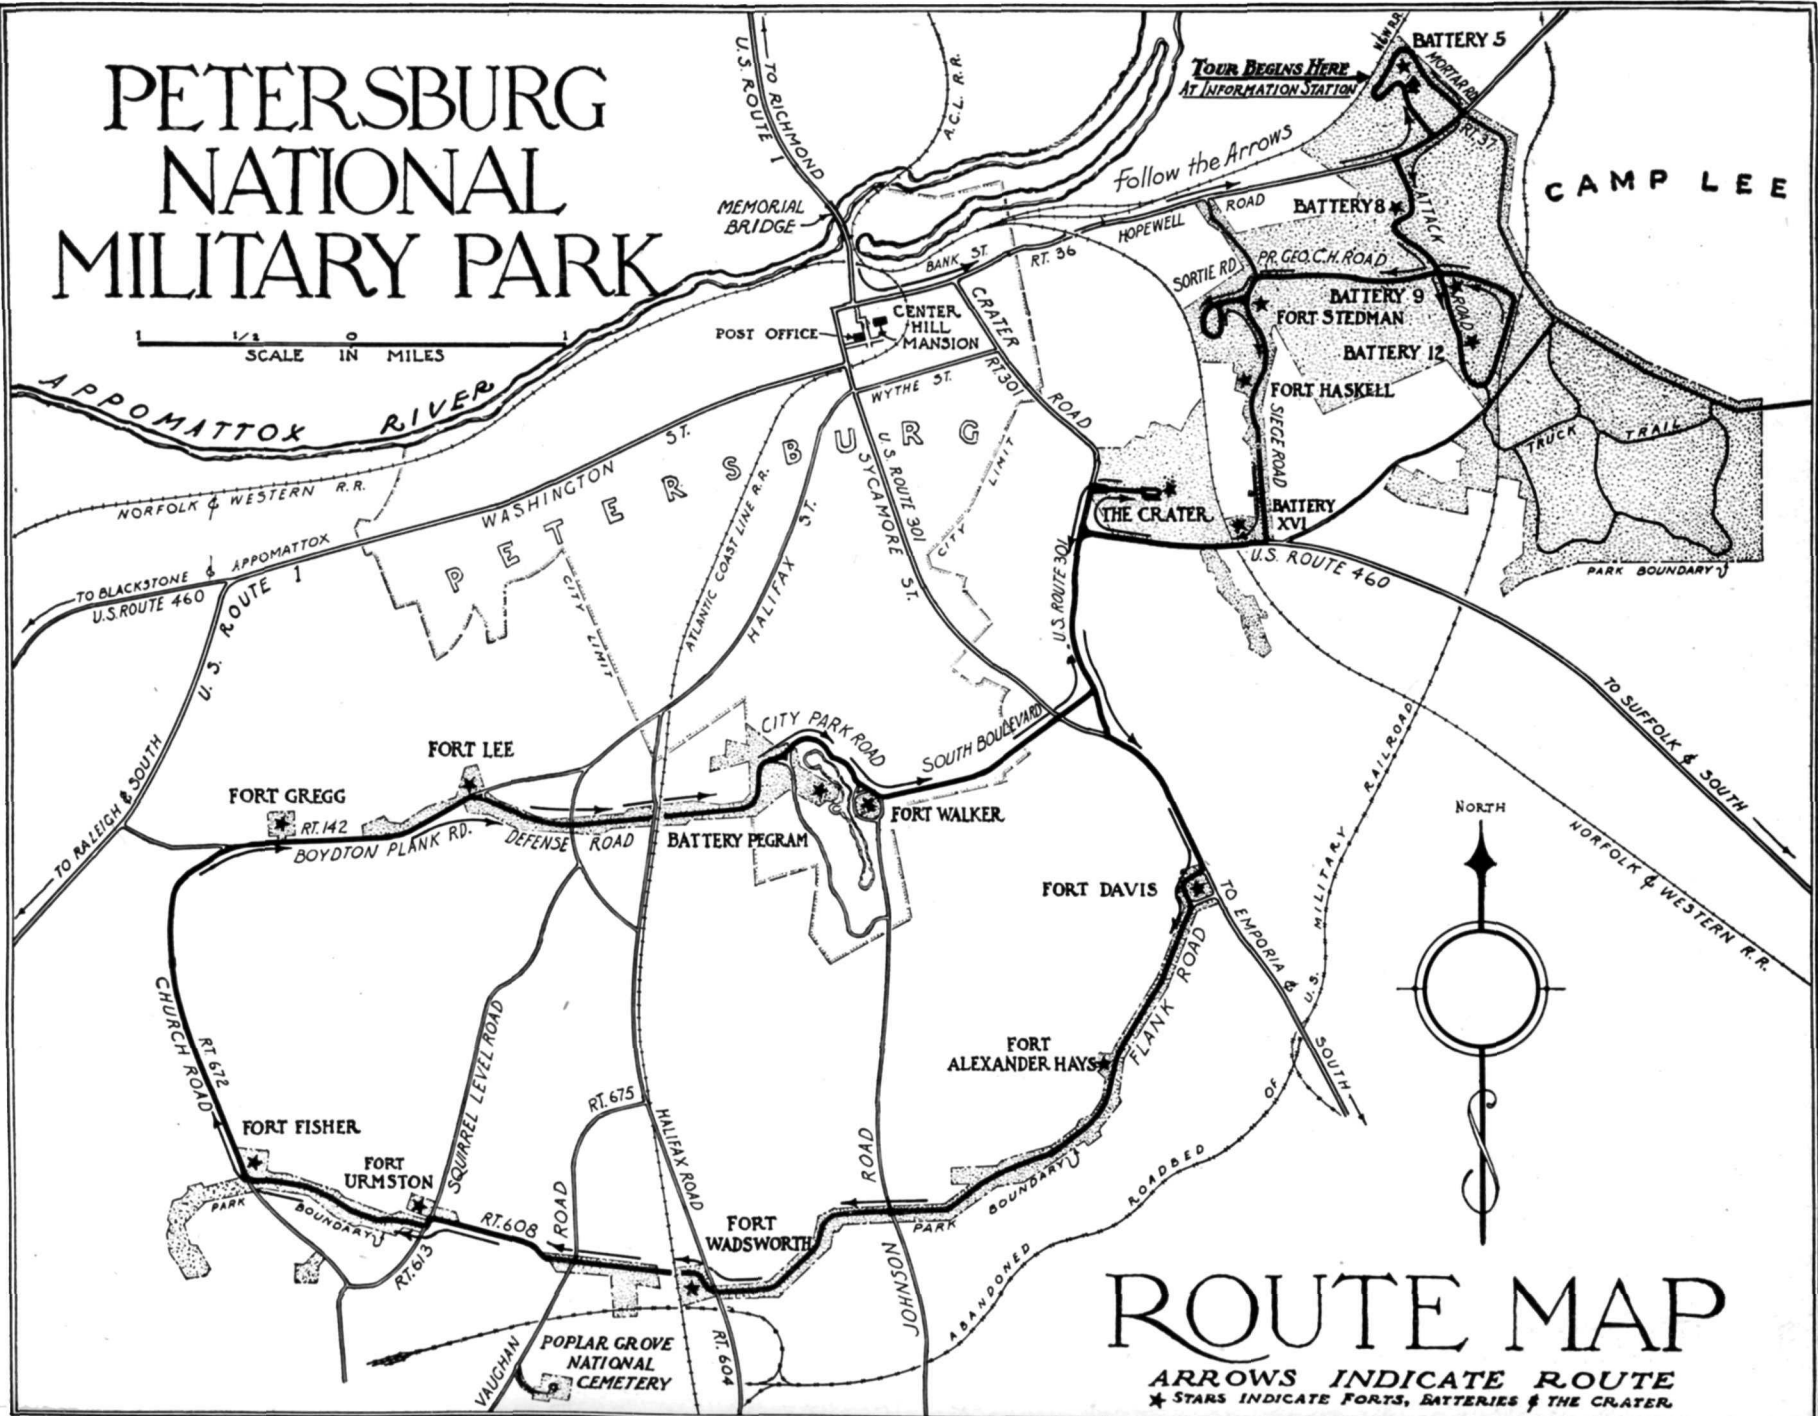 PETERSBURG
NATIONAL
MILITARY PARK
1 1/2 0 1
SCALE IN MILES
TO RICHMOND
U.S. ROUTE 1
A.C.L. R.R.
N&W R.R.
BATTERY 5
MORTAR RD.
TOUR BEGINS HERE
AT INFORMATION STATION
RT. 37
Follow the Arrows
CAMP LEE
MEMORIAL
BRIDGE
HOPEWELL ROAD
BATTERY 8
ATTACK ROAD
BANK ST.
RT. 36
SORTIE RD.
PR. GEO. C.H. ROAD
BATTERY 9
FORT STEDMAN
BATTERY 12
POST OFFICE
CENTER
HILL
MANSION
CRATER ROAD
RT. 301
WYTHE ST.
FORT HASKELL
SIEGE ROAD
TRUCK TRAIL
APPOMATTOX RIVER
NORFOLK & WESTERN R.R.
WASHINGTON ST.
PETERSBURG
CITY LIMIT
U.S. ROUTE 301
SYCAMORE ST.
ATLANTIC COAST LINE R.R.
HALIFAX ST.
CITY LIMIT
THE CRATER
BATTERY
XVI
U.S. ROUTE 460
PARK BOUNDARY
TO BLACKSTONE & APPOMATTOX
U.S. ROUTE 460
U.S. ROUTE 1
U.S. ROUTE 301
TO SUFFOLK & SOUTH
NORFOLK & WESTERN R.R.
TO RALEIGH & SOUTH
FORT LEE
FORT GREGG
RT. 142
BOYDTON PLANK RD.
DEFENSE ROAD
CITY PARK ROAD
SOUTH BOULEVARD
BATTERY PEGRAM
FORT WALKER
FORT DAVIS
TO EMPORIA & SOUTH
NORTH
ABANDONED ROADBED OF U.S. MILITARY RAILROAD
CHURCH ROAD
RT. 672
SQUIRREL LEVEL ROAD
FORT
ALEXANDER HAYS
FLANK ROAD
RT. 675
HALIFAX ROAD
FORT FISHER
FORT
URMSTON
PARK BOUNDARY
RT. 613
RT. 608
VAUGHAN ROAD
FORT
WADSWORTH
JOHNSON ROAD
PARK BOUNDARY
RT. 604
POPLAR GROVE
NATIONAL
CEMETERY
ROUTE MAP
ARROWS INDICATE ROUTE
★ STARS INDICATE FORTS, BATTERIES & THE CRATER